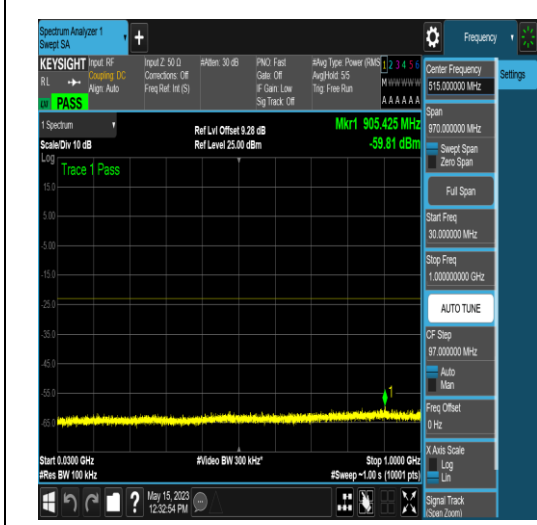 Spectrum Analyzer 1
Swept SA
Frequency
KEYSIGHT
RL
PASS
Input: RF
Coupling: DC
Align: Auto
Input Z: 50 Ω
Corrections: Off
Freq Ref: Int (S)
#Atten: 30 dB
PNO: Fast
Gate: Off
IF Gain: Low
Sig Track: Off
#Avg Type: Power (RMS
Avg|Hold: 5/5
Trig: Free Run
1 2 3 4 5 6
M W W W W W
A A A A A A
1 Spectrum
Scale/Div 10 dB
Ref Lvl Offset 9.28 dB
Ref Level 25.00 dBm
Mkr1 905.425 MHz
-59.81 dBm
Log
Trace 1 Pass
15.0
5.00
-5.00
-15.0
-25.0
-35.0
-45.0
-55.0
-65.0
1
Start 0.0300 GHz
#Res BW 100 kHz
#Video BW 300 kHz*
Stop 1.0000 GHz
#Sweep ~1.00 s (10001 pts)
May 15, 2023
12:32:54 PM
Center Frequency
515.000000 MHz
Settings
Span
970.000000 MHz
Swept Span
Zero Span
Full Span
Start Freq
30.000000 MHz
Stop Freq
1.000000000 GHz
AUTO TUNE
CF Step
97.000000 MHz
Auto
Man
Freq Offset
0 Hz
X Axis Scale
Log
Lin
Signal Track
(Span Zoom)